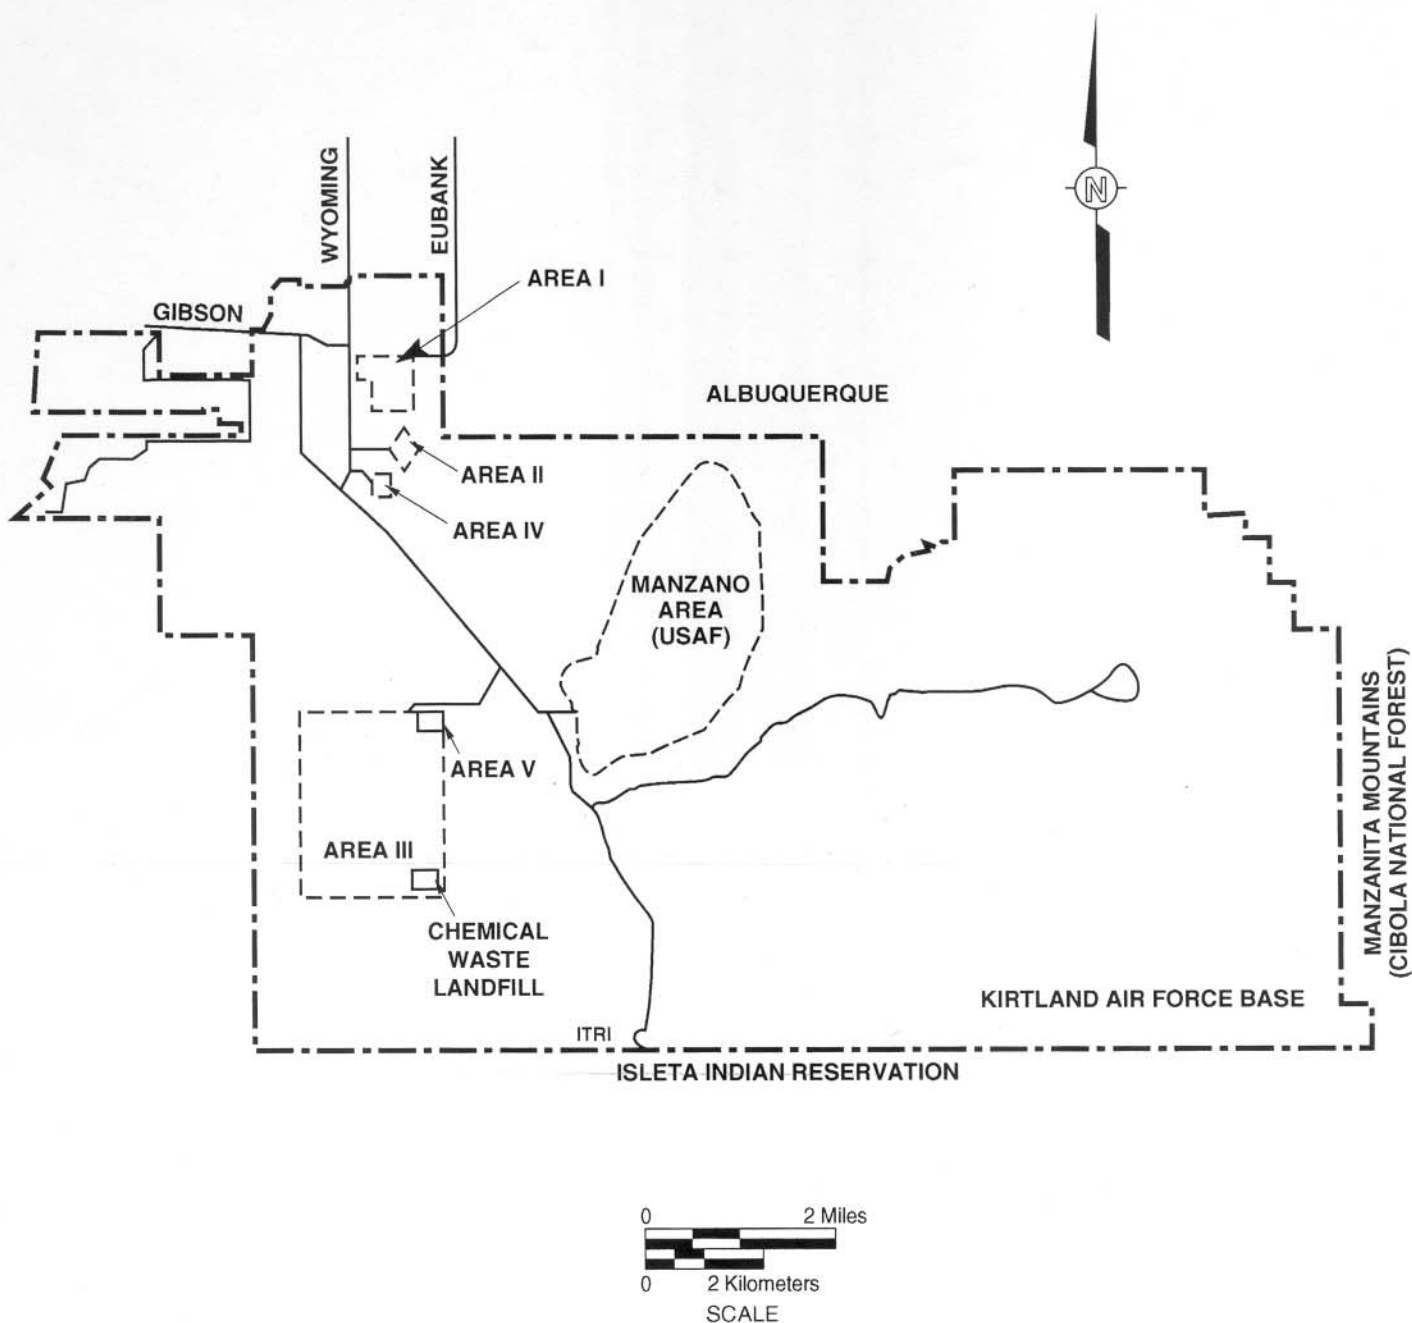 N
WYOMING
EUBANK
AREA I
GIBSON
ALBUQUERQUE
AREA II
AREA IV
MANZANO
AREA
(USAF)
MANZANITA MOUNTAINS
(CIBOLA NATIONAL FOREST)
AREA V
AREA III
CHEMICAL
WASTE
LANDFILL
KIRTLAND AIR FORCE BASE
ITRI
ISLETA INDIAN RESERVATION
0 2 Miles
0 2 Kilometers
SCALE